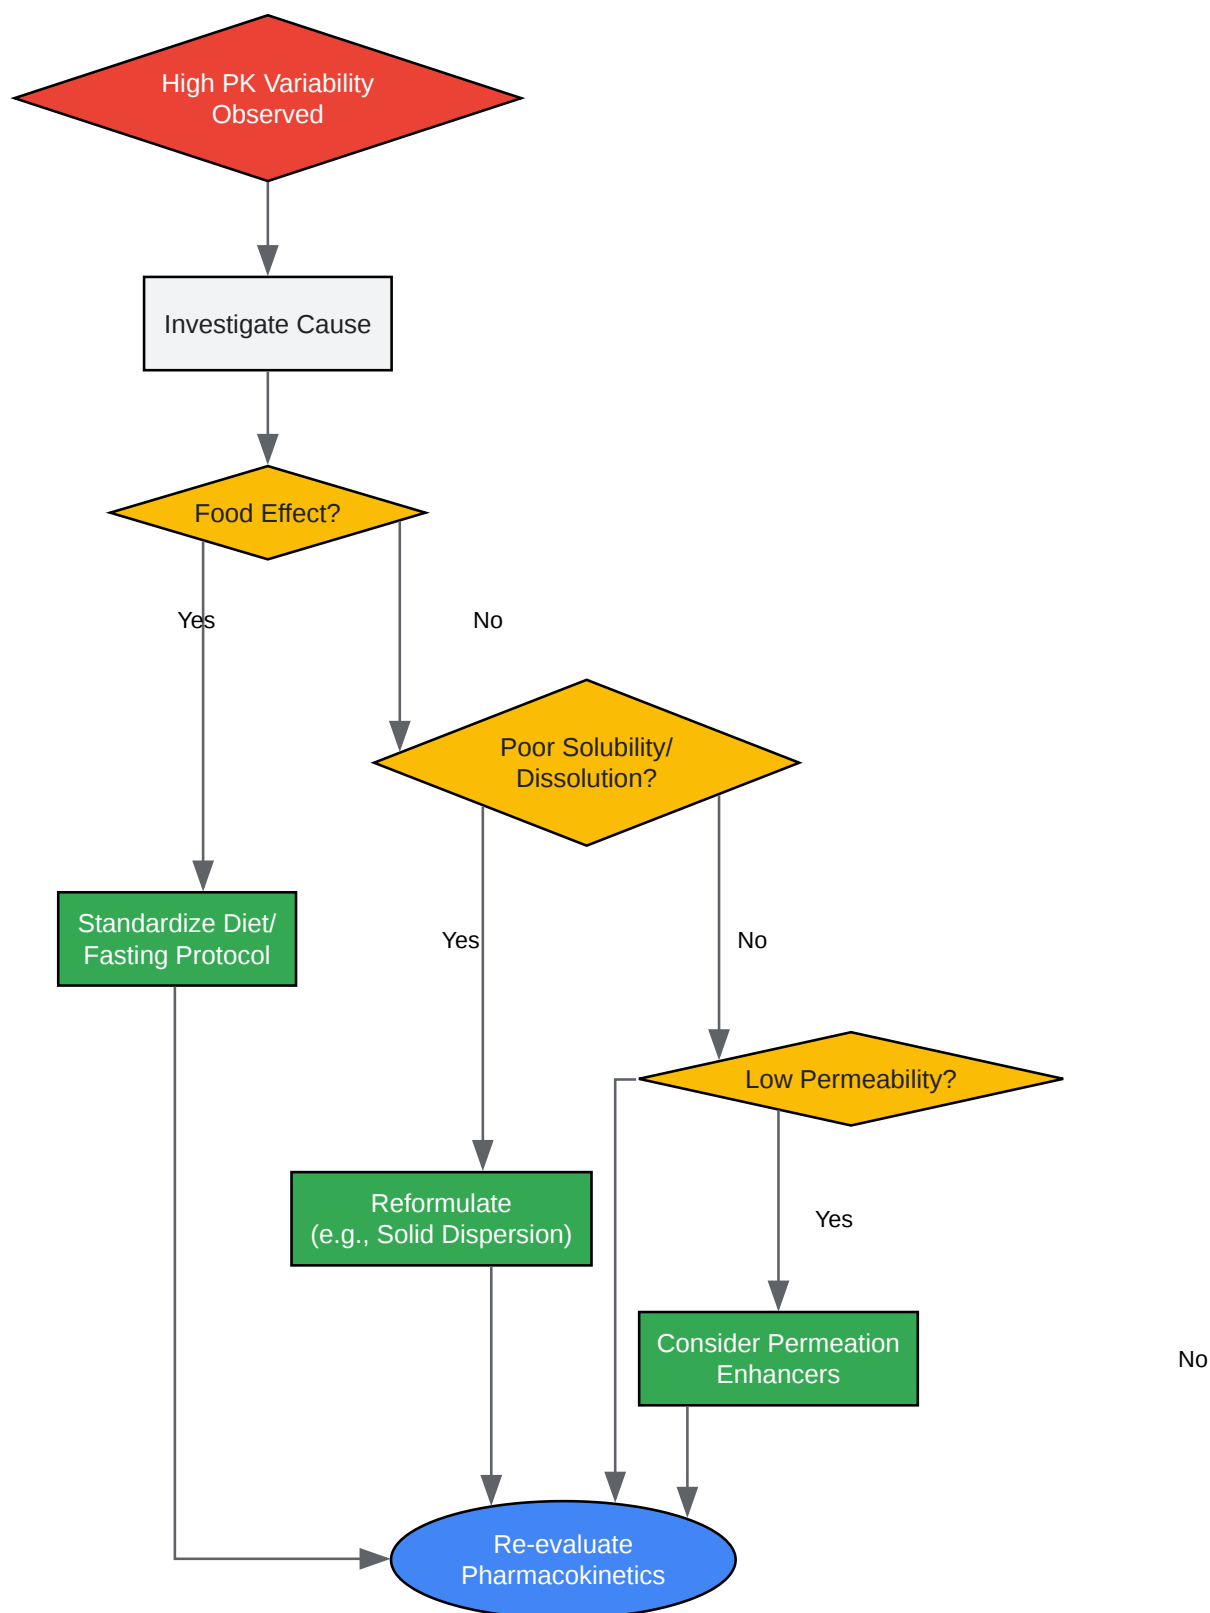 High PK Variability
Observed
Investigate Cause
Food Effect?
Yes
No
Poor Solubility/
Dissolution?
Standardize Diet/
Fasting Protocol
Yes
No
Low Permeability?
Reformulate
(e.g., Solid Dispersion)
Yes
Consider Permeation
Enhancers
No
Re-evaluate
Pharmacokinetics